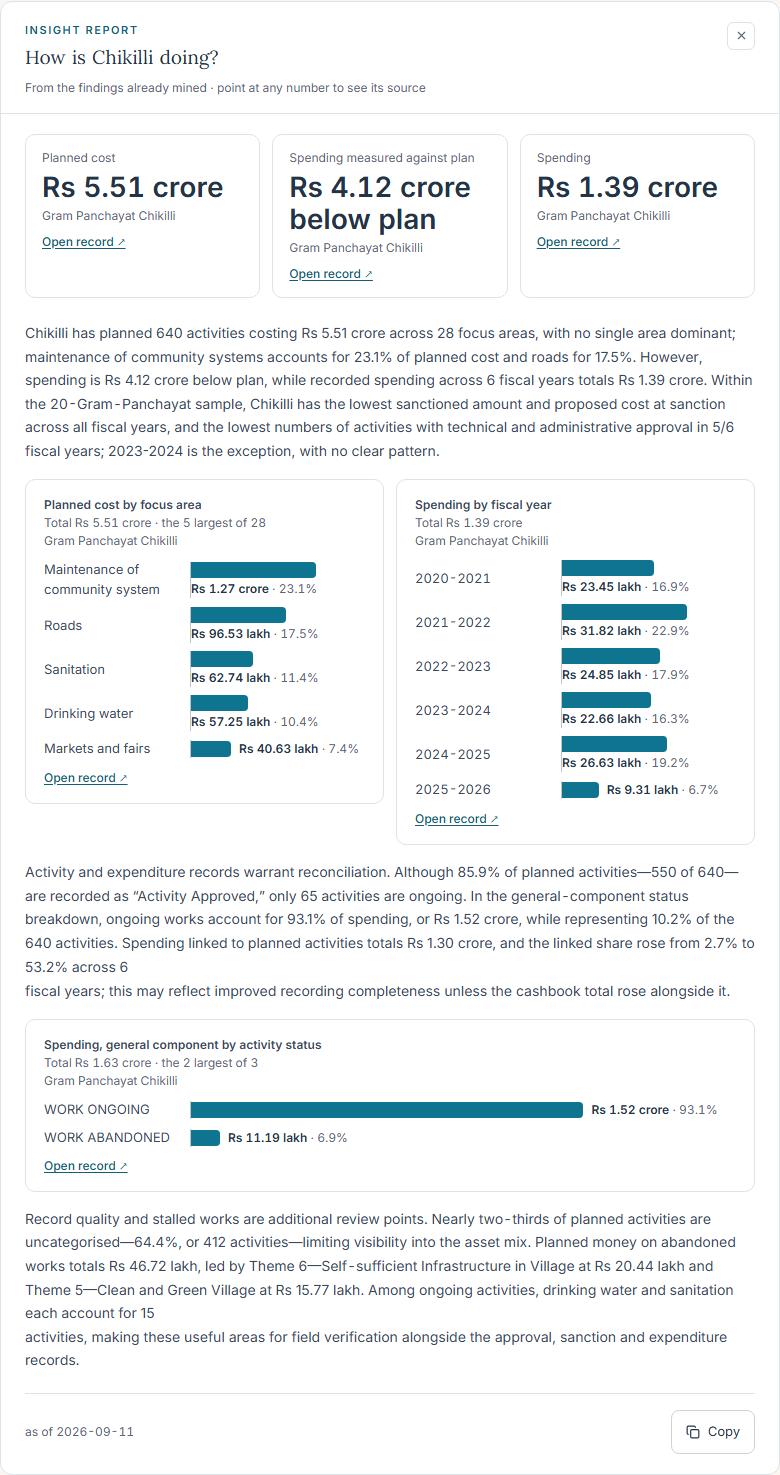 INSIGHT REPORT
How is Chikilli doing?
From the findings already mined · point at any number to see its source
Planned cost
Rs 5.51 crore
Gram Panchayat Chikilli
Open record ↗
Spending measured against plan
Rs 4.12 crore
below plan
Gram Panchayat Chikilli
Open record ↗
Spending
Rs 1.39 crore
Gram Panchayat Chikilli
Open record ↗
Chikilli has planned 640 activities costing Rs 5.51 crore across 28 focus areas, with no single area dominant;
maintenance of community systems accounts for 23.1% of planned cost and roads for 17.5%. However,
spending is Rs 4.12 crore below plan, while recorded spending across 6 fiscal years totals Rs 1.39 crore. Within
the 20-Gram-Panchayat sample, Chikilli has the lowest sanctioned amount and proposed cost at sanction
across all fiscal years, and the lowest numbers of activities with technical and administrative approval in 5/6
fiscal years; 2023-2024 is the exception, with no clear pattern.
Planned cost by focus area
Total Rs 5.51 crore · the 5 largest of 28
Gram Panchayat Chikilli
Maintenance of
community system
Rs 1.27 crore · 23.1%
Roads
Rs 96.53 lakh · 17.5%
Sanitation
Rs 62.74 lakh · 11.4%
Drinking water
Rs 57.25 lakh · 10.4%
Markets and fairs
Rs 40.63 lakh · 7.4%
Open record ↗
Spending by fiscal year
Total Rs 1.39 crore
Gram Panchayat Chikilli
2020-2021
Rs 23.45 lakh · 16.9%
2021-2022
Rs 31.82 lakh · 22.9%
2022-2023
Rs 24.85 lakh · 17.9%
2023-2024
Rs 22.66 lakh · 16.3%
2024-2025
Rs 26.63 lakh · 19.2%
2025-2026
Rs 9.31 lakh · 6.7%
Open record ↗
Activity and expenditure records warrant reconciliation. Although 85.9% of planned activities—550 of 640—
are recorded as “Activity Approved,” only 65 activities are ongoing. In the general-component status
breakdown, ongoing works account for 93.1% of spending, or Rs 1.52 crore, while representing 10.2% of the
640 activities. Spending linked to planned activities totals Rs 1.30 crore, and the linked share rose from 2.7% to
53.2% across 6
fiscal years; this may reflect improved recording completeness unless the cashbook total rose alongside it.
Spending, general component by activity status
Total Rs 1.63 crore · the 2 largest of 3
Gram Panchayat Chikilli
WORK ONGOING
Rs 1.52 crore · 93.1%
WORK ABANDONED
Rs 11.19 lakh · 6.9%
Open record ↗
Record quality and stalled works are additional review points. Nearly two-thirds of planned activities are
uncategorised—64.4%, or 412 activities—limiting visibility into the asset mix. Planned money on abandoned
works totals Rs 46.72 lakh, led by Theme 6—Self-sufficient Infrastructure in Village at Rs 20.44 lakh and
Theme 5—Clean and Green Village at Rs 15.77 lakh. Among ongoing activities, drinking water and sanitation
each account for 15
activities, making these useful areas for field verification alongside the approval, sanction and expenditure
records.
as of 2026-09-11
Copy